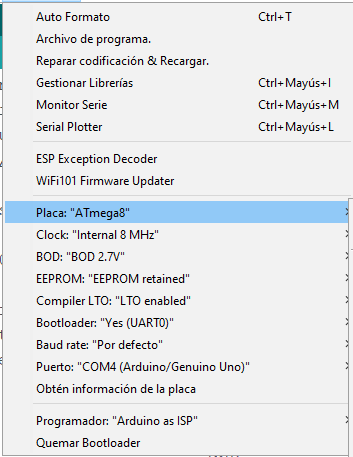 Auto Formato Ctrl+T
Archivo de programa.
Reparar codificación & Recargar.
Gestionar Librerías Ctrl+Mayús+I
Monitor Serie Ctrl+Mayús+M
Serial Plotter Ctrl+Mayús+L
ESP Exception Decoder
WiFi101 Firmware Updater
Placa: "ATmega8"
Clock: "Internal 8 MHz"
BOD: "BOD 2.7V"
EEPROM: "EEPROM retained"
Compiler LTO: "LTO enabled"
Bootloader: "Yes (UART0)"
Baud rate: "Por defecto"
Puerto: "COM4 (Arduino/Genuino Uno)"
Obtén información de la placa
Programador: "Arduino as ISP"
Quemar Bootloader